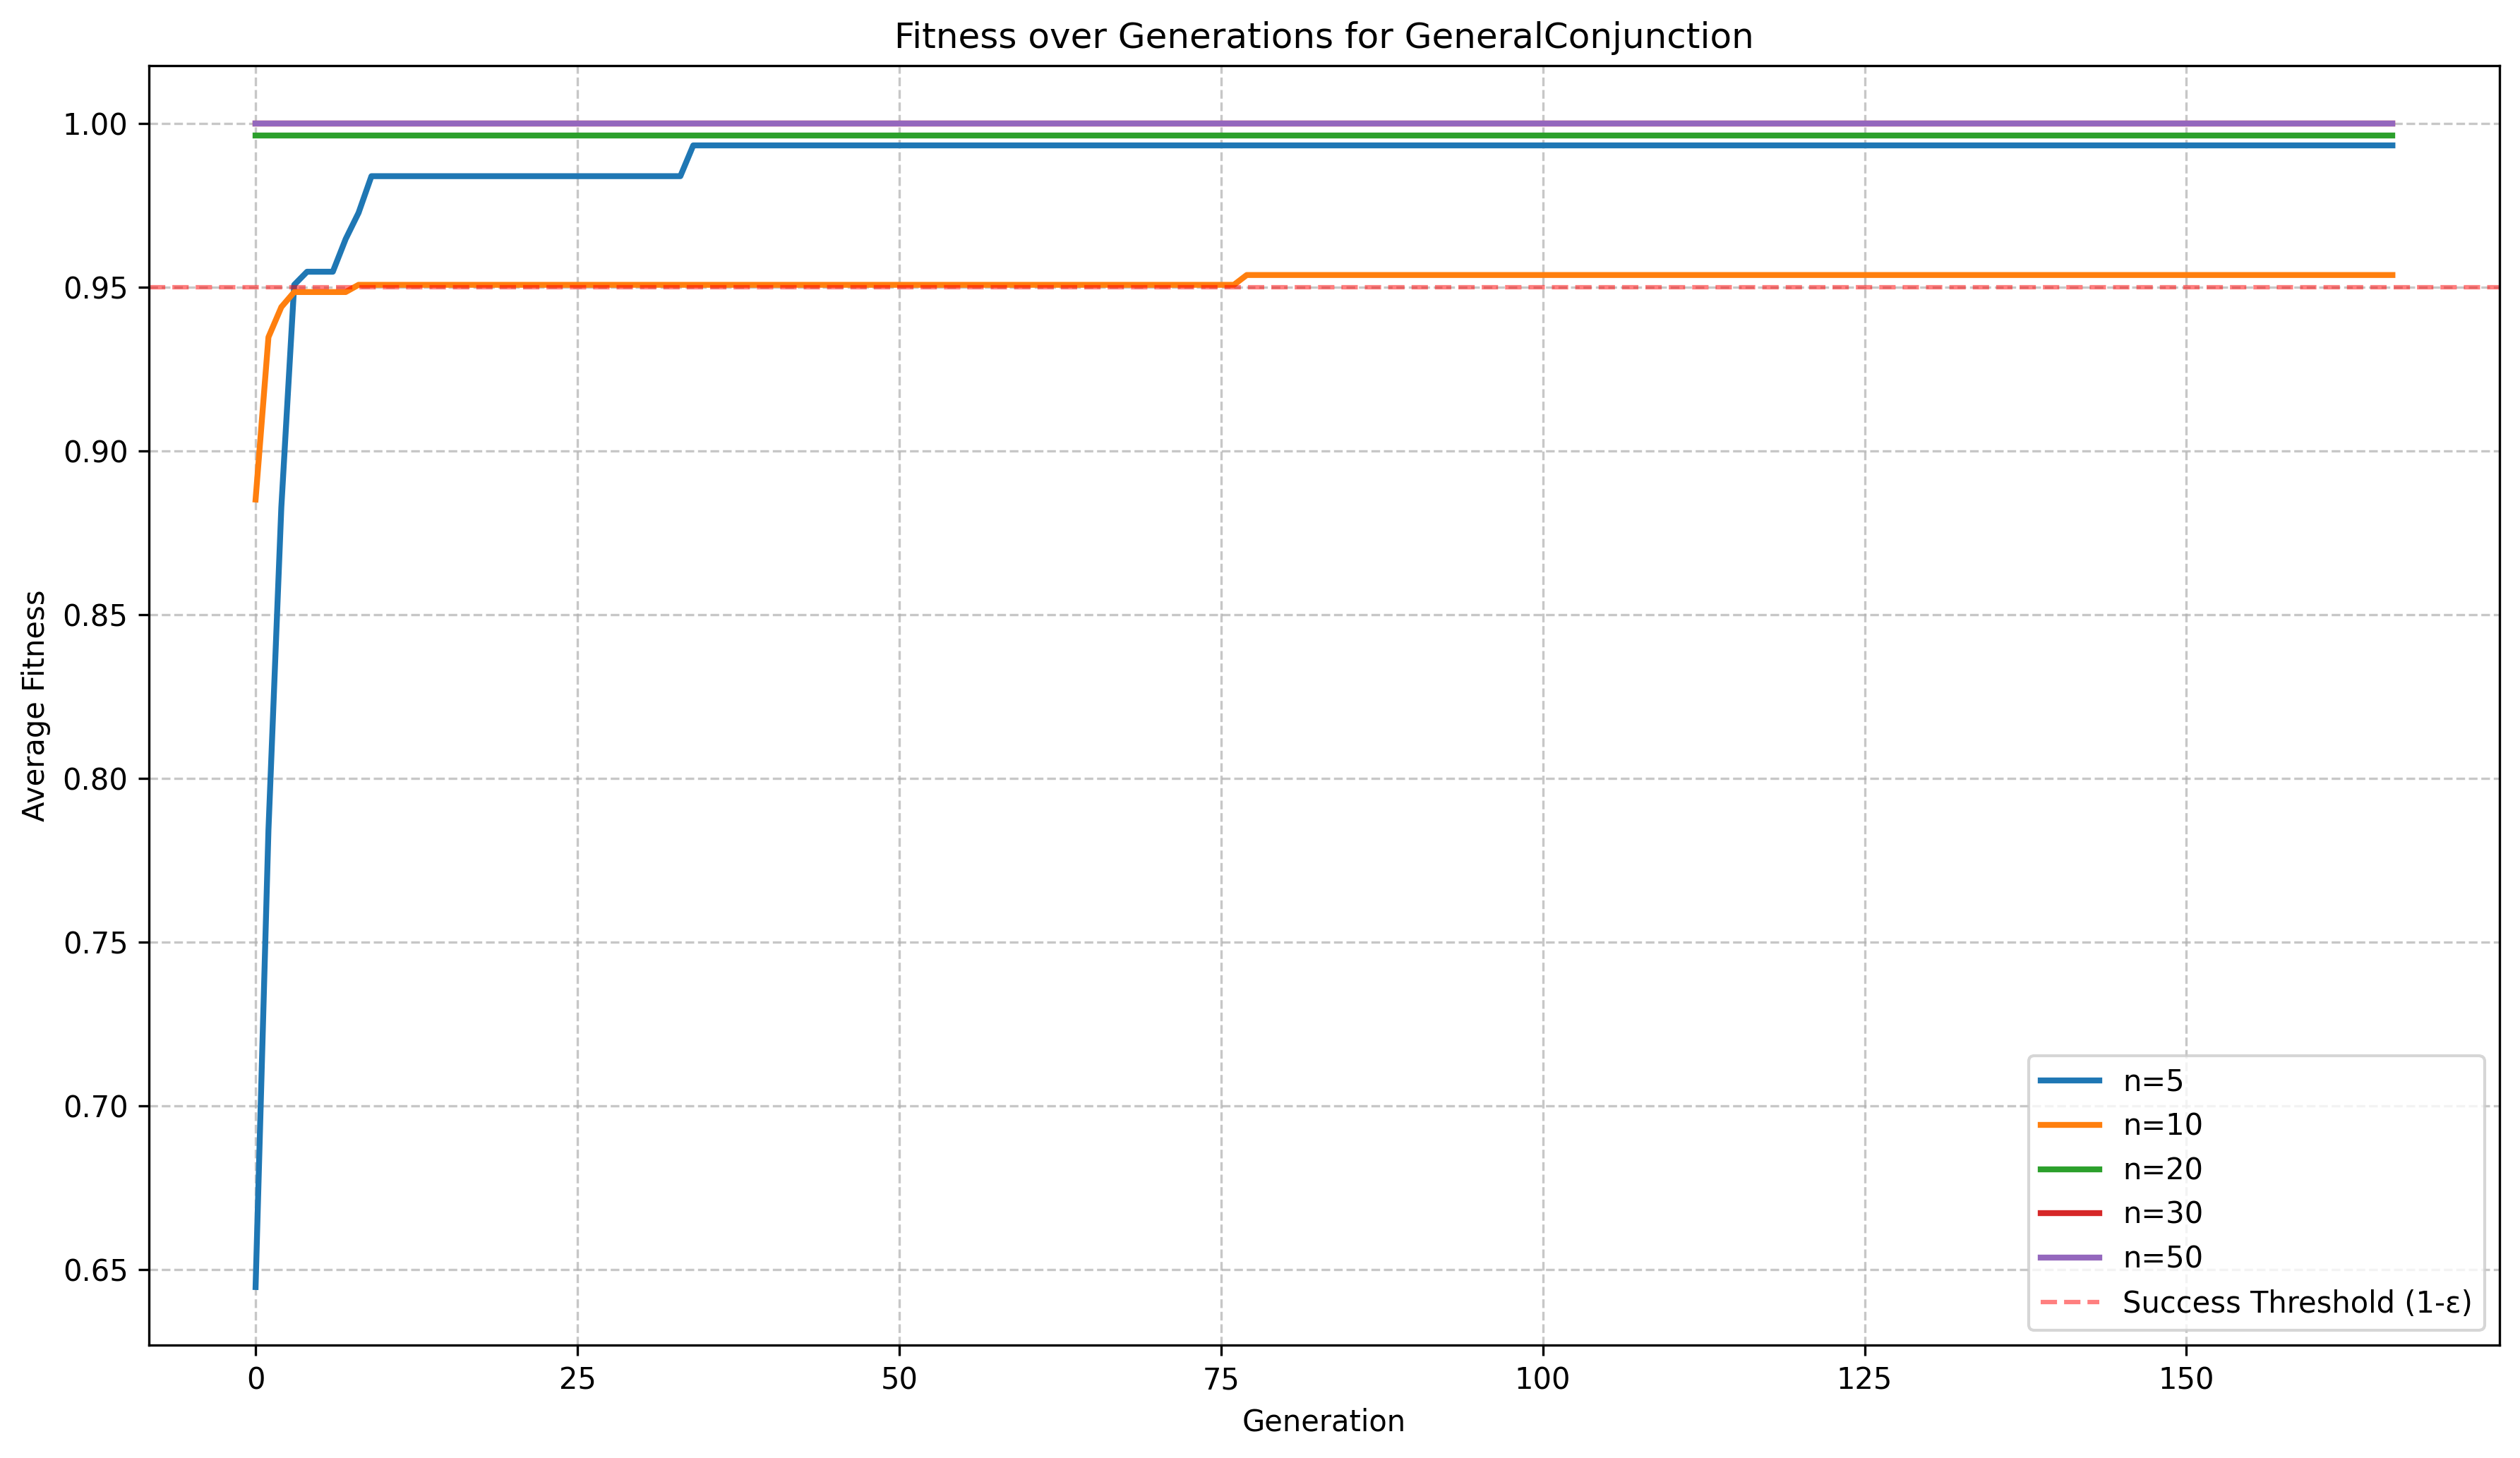 Fitness over Generations for GeneralConjunction
1.00
0.95
0.90
0.85
0.80
0.75
0.70
0.65
Average Fitness
0 25 50 75 100 125 150
Generation
n=5
n=10
n=20
n=30
n=50
Success Threshold (1-ε)